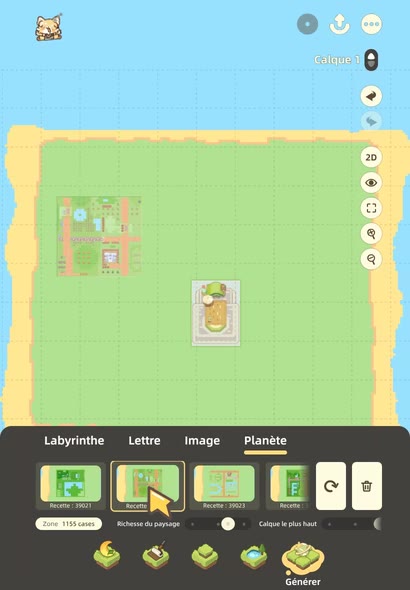 Calque 1
2D
Labyrinthe Lettre Image Planète
Recette : 39021
Recette
Recette : 39023
Recette
Zone 1155 cases Richesse du paysage Calque le plus haut
Générer